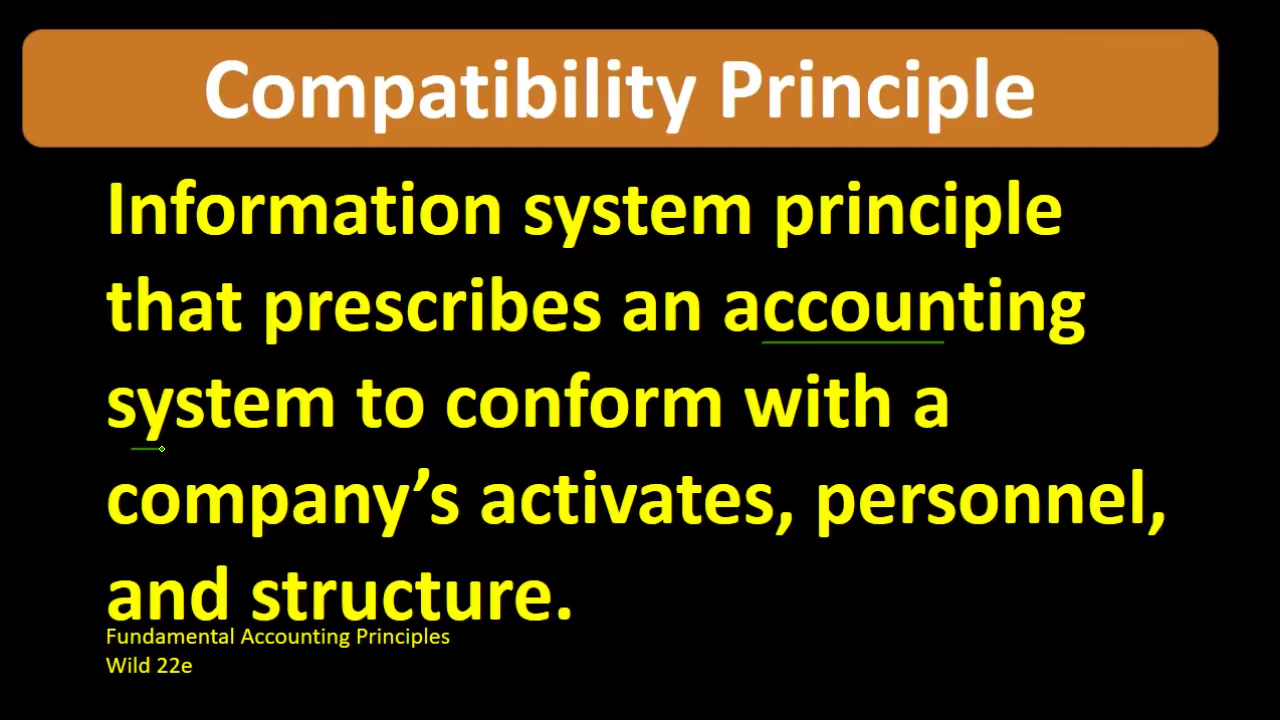 Compatibility Principle
Information system principle
that prescribes an accounting
system to conform with a
company’s activates, personnel,
and structure.
Fundamental Accounting Principles
Wild 22e